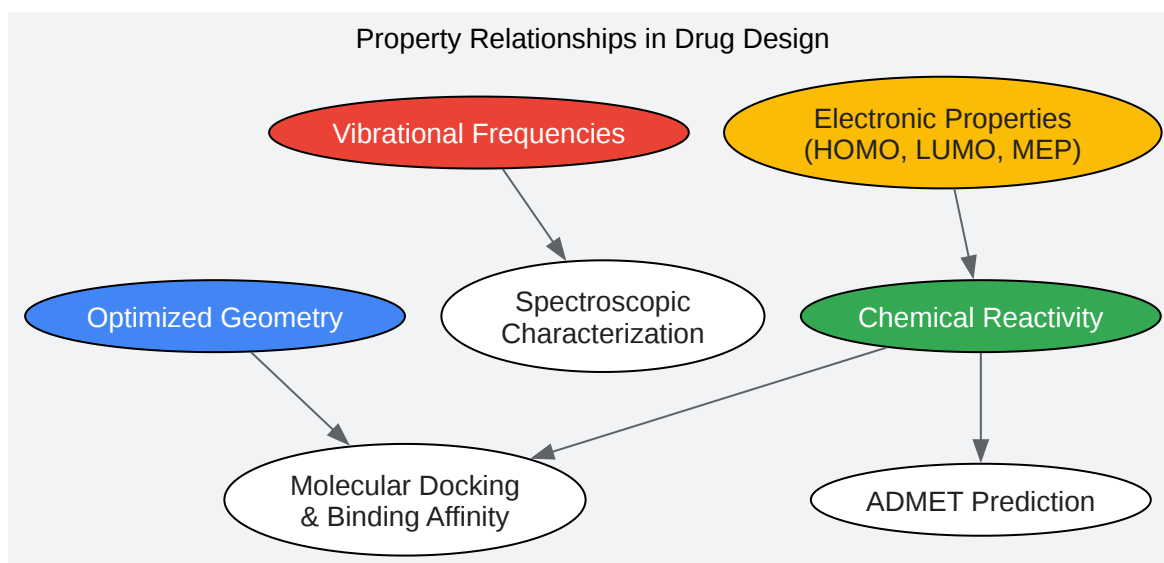 Property Relationships in Drug Design
Vibrational Frequencies
Electronic Properties
(HOMO, LUMO, MEP)
Optimized Geometry
Spectroscopic
Characterization
Chemical Reactivity
Molecular Docking
& Binding Affinity
ADMET Prediction